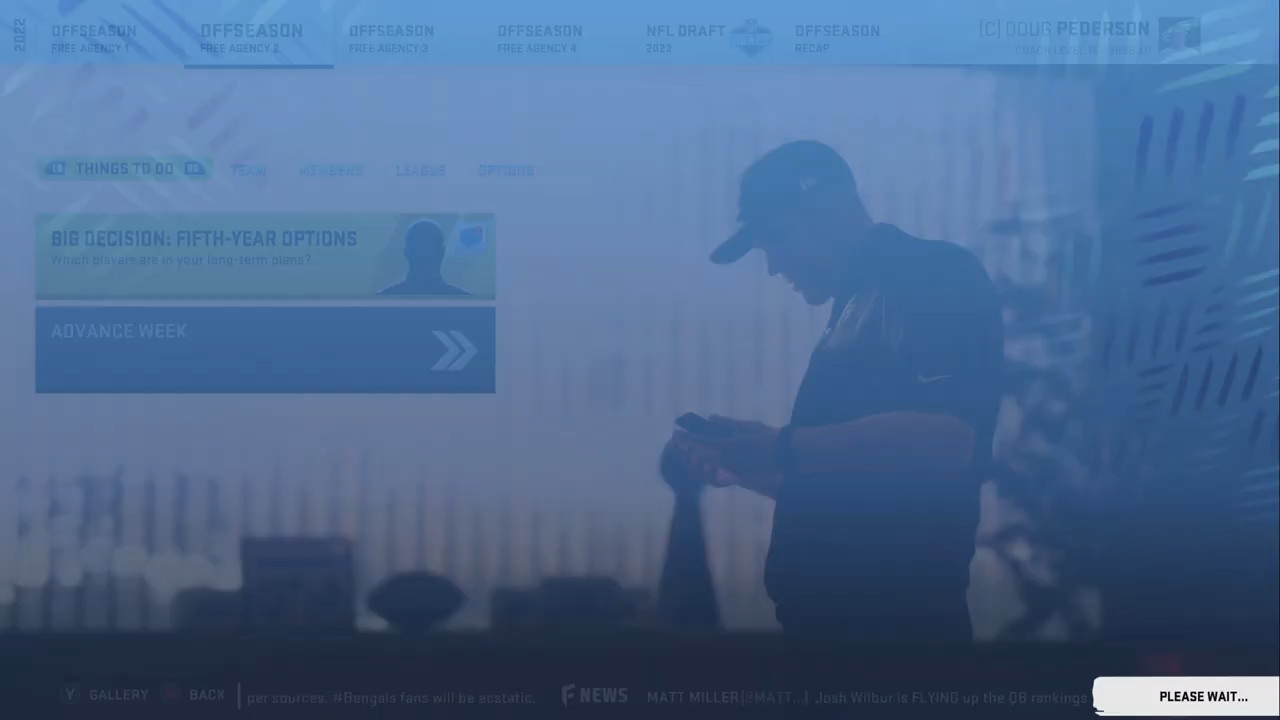 2022
OFFSEASON
FREE AGENCY 1
OFFSEASON
FREE AGENCY 2
OFFSEASON
FREE AGENCY 3
OFFSEASON
FREE AGENCY 4
NFL DRAFT
2023
OFFSEASON
RECAP
[C] DOUG PEDERSON
THINGS TO DO
TEAM
MEMBERS
LEAGUE
OPTIONS
BIG DECISION: FIFTH-YEAR OPTIONS
Which players are in your long-term plans?
ADVANCE WEEK
Y GALLERY
BACK
per sources. #Bengals fans will be ecstatic.
NEWS
MATT MILLER(@MATT...) Josh Wilbur is FLYING up the QB rankings
PLEASE WAIT...